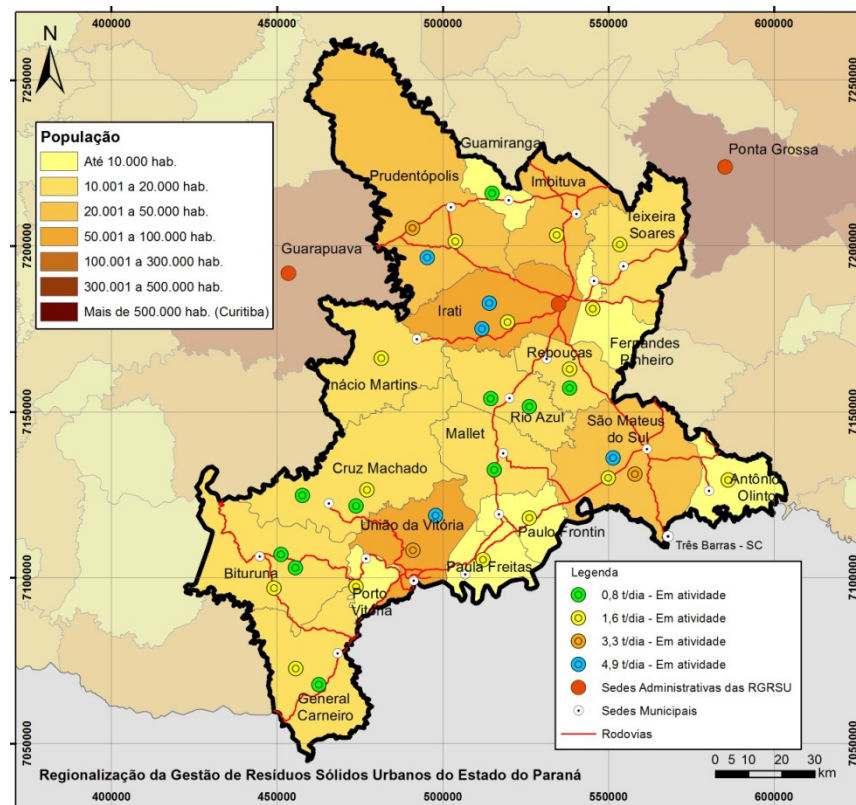 400000 450000 500000 550000 600000
7250000
7200000
7150000
7100000
7050000
N
População
Até 10.000 hab.
10.001 a 20.000 hab.
20.001 a 50.000 hab.
50.001 a 100.000 hab.
100.001 a 300.000 hab.
300.001 a 500.000 hab.
Mais de 500.000 hab. (Curitiba)
Guamiranga
Ponta Grossa
Prudentópolis
Imbituva
Teixeira
Soares
Guarapuava
Irati
Fernandes
Pinheiro
Rebouças
Inácio Martins
Rio Azul
São Mateus
do Sul
Mallet
Cruz Machado
Antônio
Olinto
União da Vitória
Paulo Frontin
Três Barras - SC
Paula Freitas
Bituruna
Porto
Vitória
General
Carneiro
Legenda
0,8 t/dia - Em atividade
1,6 t/dia - Em atividade
3,3 t/dia - Em atividade
4,9 t/dia - Em atividade
Sedes Administrativas das RGRSU
Sedes Municipais
Rodovias
0 5 10 20 30
km
Regionalização da Gestão de Resíduos Sólidos Urbanos do Estado do Paraná
7250000
7200000
7150000
7100000
7050000
400000 450000 500000 550000 600000